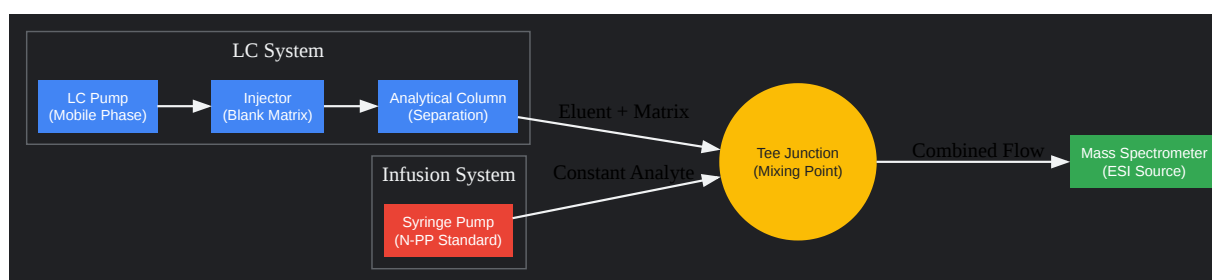 LC System
LC Pump
(Mobile Phase)
Injector
(Blank Matrix)
Analytical Column
(Separation)
Eluent + Matrix
Infusion System
Syringe Pump
(N-PP Standard)
Constant Analyte
Tee Junction
(Mixing Point)
Combined Flow
Mass Spectrometer
(ESI Source)